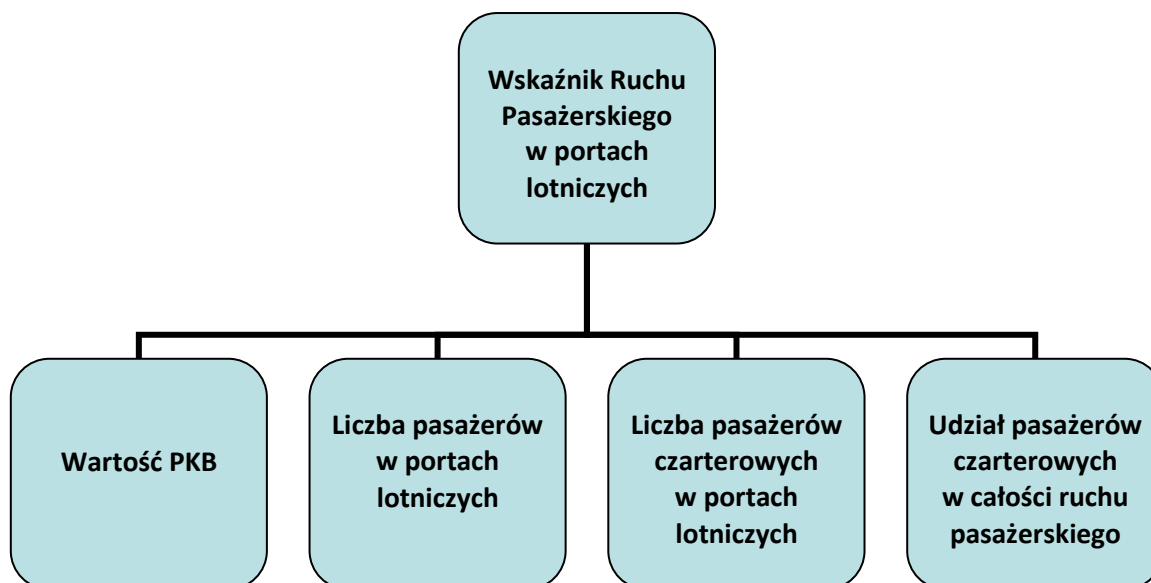 Wskaźnik Ruchu
Pasażerskiego
w portach
lotniczych
Wartość PKB
Liczba pasażerów
w portach
lotniczych
Liczba pasażerów
czarterowych
w portach
lotniczych
Udział pasażerów
czarterowych
w całości ruchu
pasażerskiego